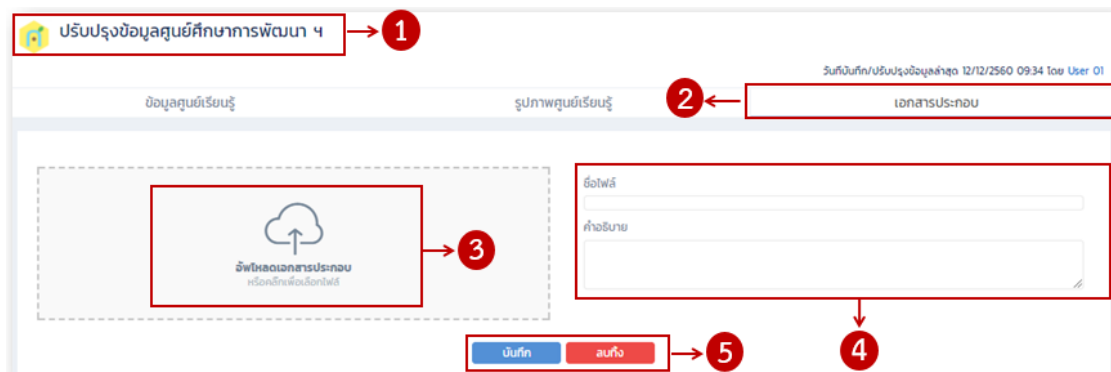 ปรับปรุงข้อมูลศูนย์ศึกษาการพัฒนา ฯ
1
วันที่บันทึก/ปรับปรุงข้อมูลล่าสุด 12/12/2560 09:34 โดย User 01
ข้อมูลศูนย์เรียนรู้
รูปภาพศูนย์เรียนรู้
2
เอกสารประกอบ
อัพโหลดเอกสารประกอบ
หรือคลิกเพื่อเลือกไฟล์
3
ชื่อไฟล์
คำอธิบาย
4
บันทึก
ลบทิ้ง
5